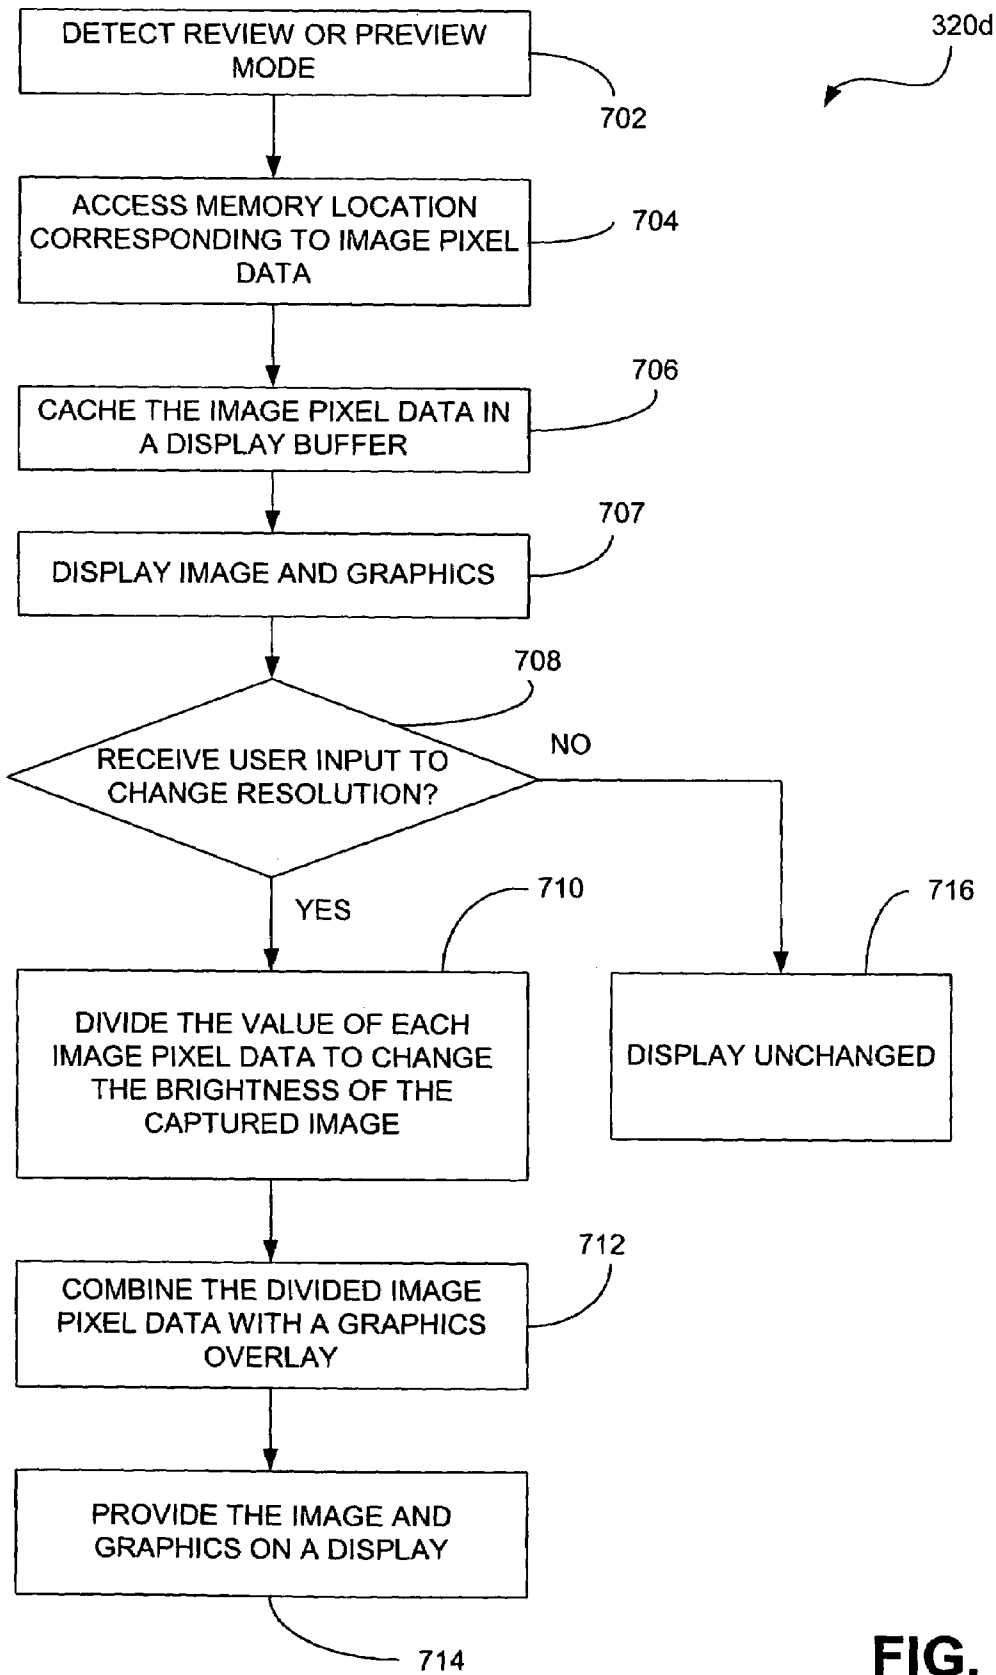 320d
DETECT REVIEW OR PREVIEW
MODE
702
ACCESS MEMORY LOCATION
CORRESPONDING TO IMAGE PIXEL
DATA
704
706
CACHE THE IMAGE PIXEL DATA IN
A DISPLAY BUFFER
707
DISPLAY IMAGE AND GRAPHICS
708
RECEIVE USER INPUT TO
CHANGE RESOLUTION?
NO
YES
710
716
DIVIDE THE VALUE OF EACH
IMAGE PIXEL DATA TO CHANGE
THE BRIGHTNESS OF THE
CAPTURED IMAGE
DISPLAY UNCHANGED
712
COMBINE THE DIVIDED IMAGE
PIXEL DATA WITH A GRAPHICS
OVERLAY
PROVIDE THE IMAGE AND
GRAPHICS ON A DISPLAY
714
FIG.